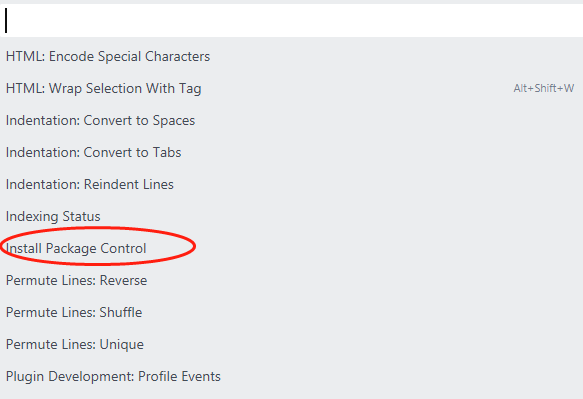 HTML: Encode Special Characters
HTML: Wrap Selection With Tag Alt+Shift+W
Indentation: Convert to Spaces
Indentation: Convert to Tabs
Indentation: Reindent Lines
Indexing Status
Install Package Control
Permute Lines: Reverse
Permute Lines: Shuffle
Permute Lines: Unique
Plugin Development: Profile Events